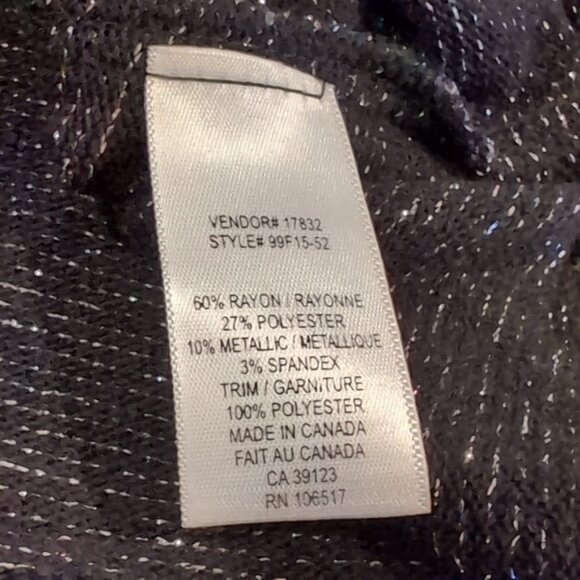 VENDOR# 17832
STYLE# 99F15-52
60% RAYON / RAYONNE
27% POLYESTER
10% METALLIC / METALLIQUE
3% SPANDEX
TRIM / GARNITURE
100% POLYESTER
MADE IN CANADA
FAIT AU CANADA
CA 39123
RN 106517